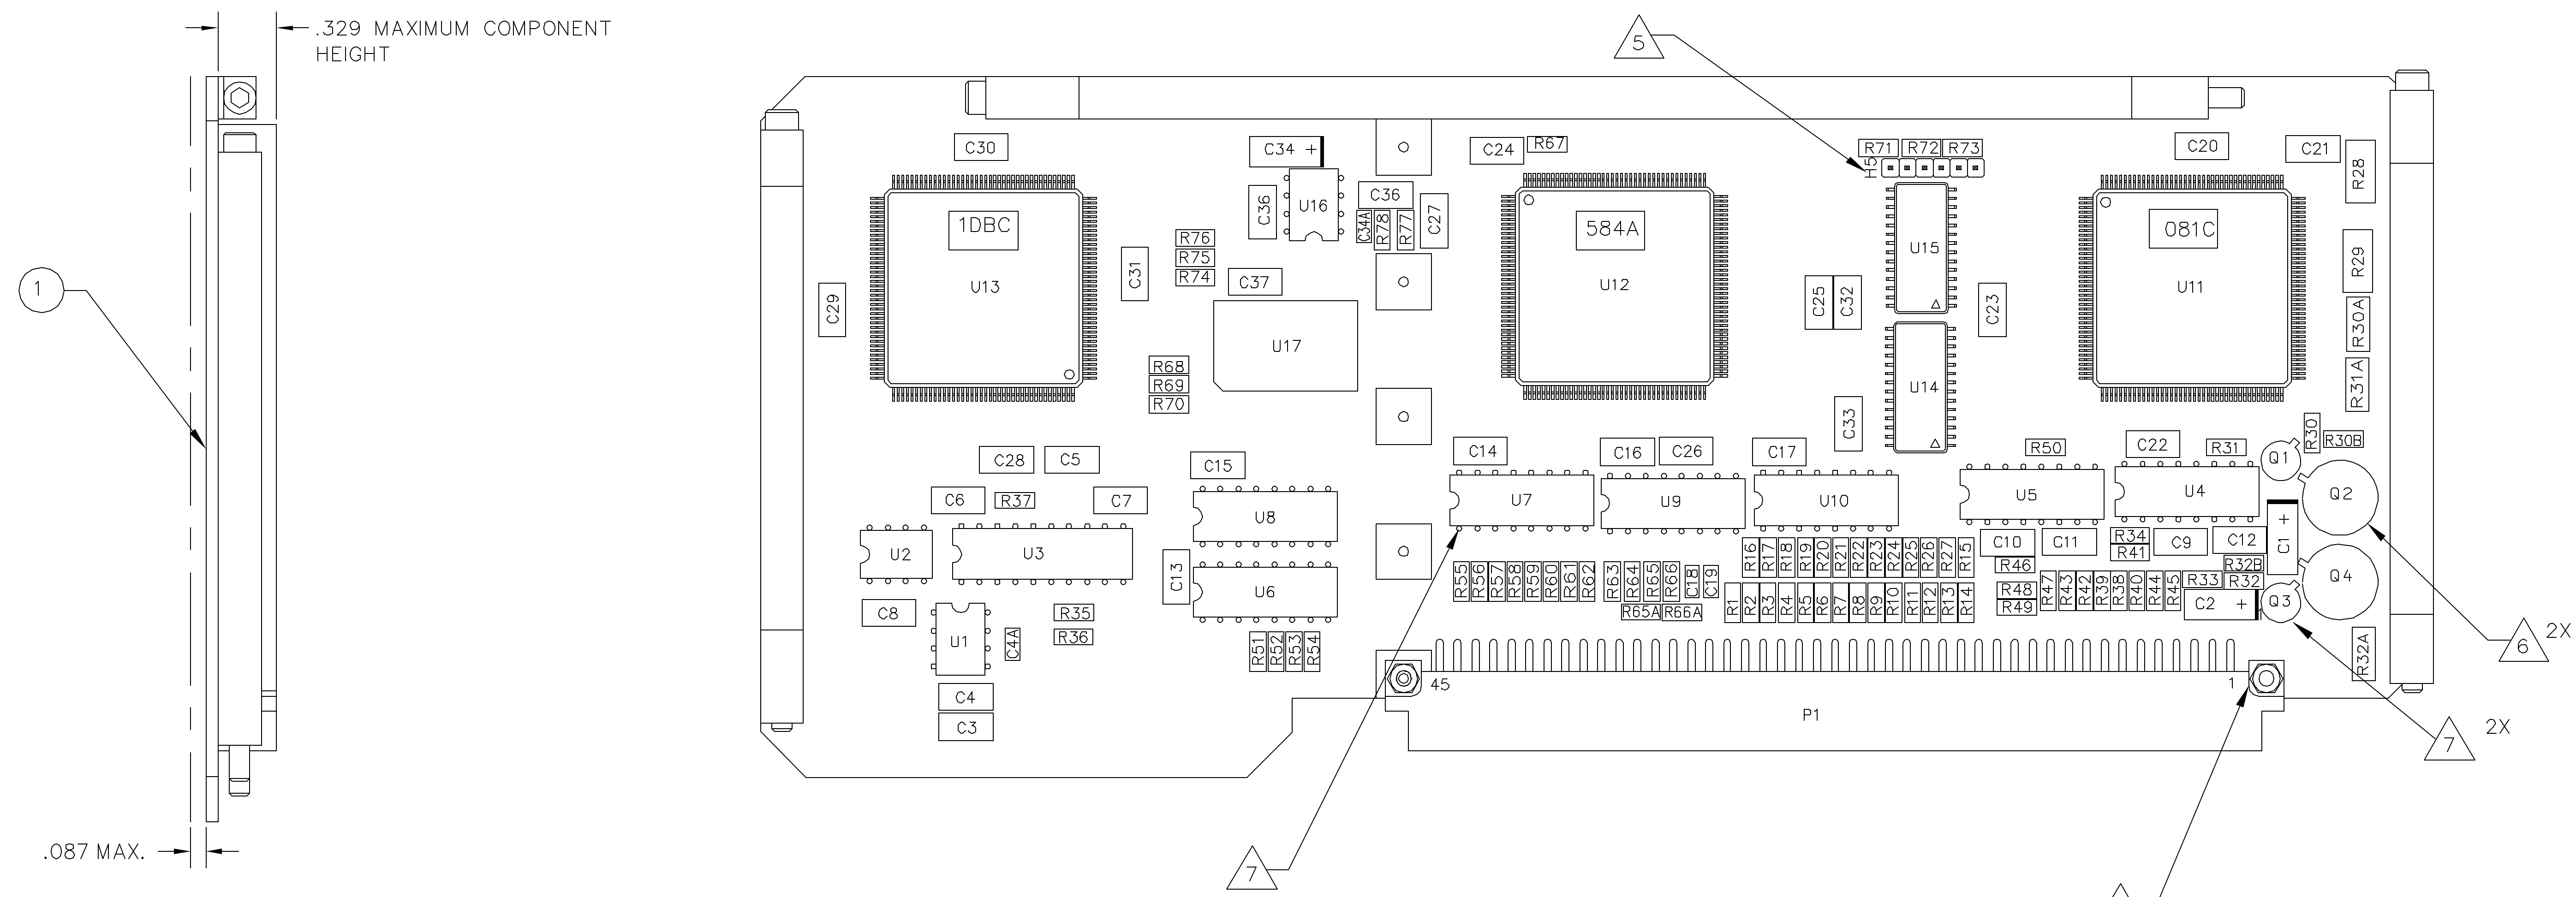 .329 MAXIMUM COMPONENT
HEIGHT
1
.087 MAX.
5
C30
C34 +
C24
R67
R71
R72
R73
C20
C21
R28
H5
1DBC
C36
U16
C36
C34A
R78
R77
C27
584A
U15
081C
R76
R75
R74
C31
C37
U13
U12
U11
R29
C29
C25
C32
C23
R30A
U17
R68
R69
R70
U14
R31A
C33
C28
C5
C15
C14
C16
C26
C17
R50
C22
R31
R30
R30B
Q1
C6
R37
C7
U8
U7
U9
U10
U5
U4
Q2
+
C1
U2
U3
C13
R16
R17
R18
R19
R20
R21
R22
R23
R24
R25
R26
R27
R15
C10
C11
R34
R41
C9
C12
R46
R32B
U6
R55
R56
R57
R58
R59
R60
R61
R62
R63
R64
R65
R66
C18
C19
R65A
R66A
R1
R2
R3
R4
R5
R6
R7
R8
R9
R10
R11
R12
R13
R14
R48
R49
R47
R43
R42
R39
R38
R40
R44
R45
R33
R32
C2 +
Q3
Q4
C8
U1
C4A
R35
R36
R51
R52
R53
R54
R32A
6
2X
C4
C3
45
1
P1
7
2X
7